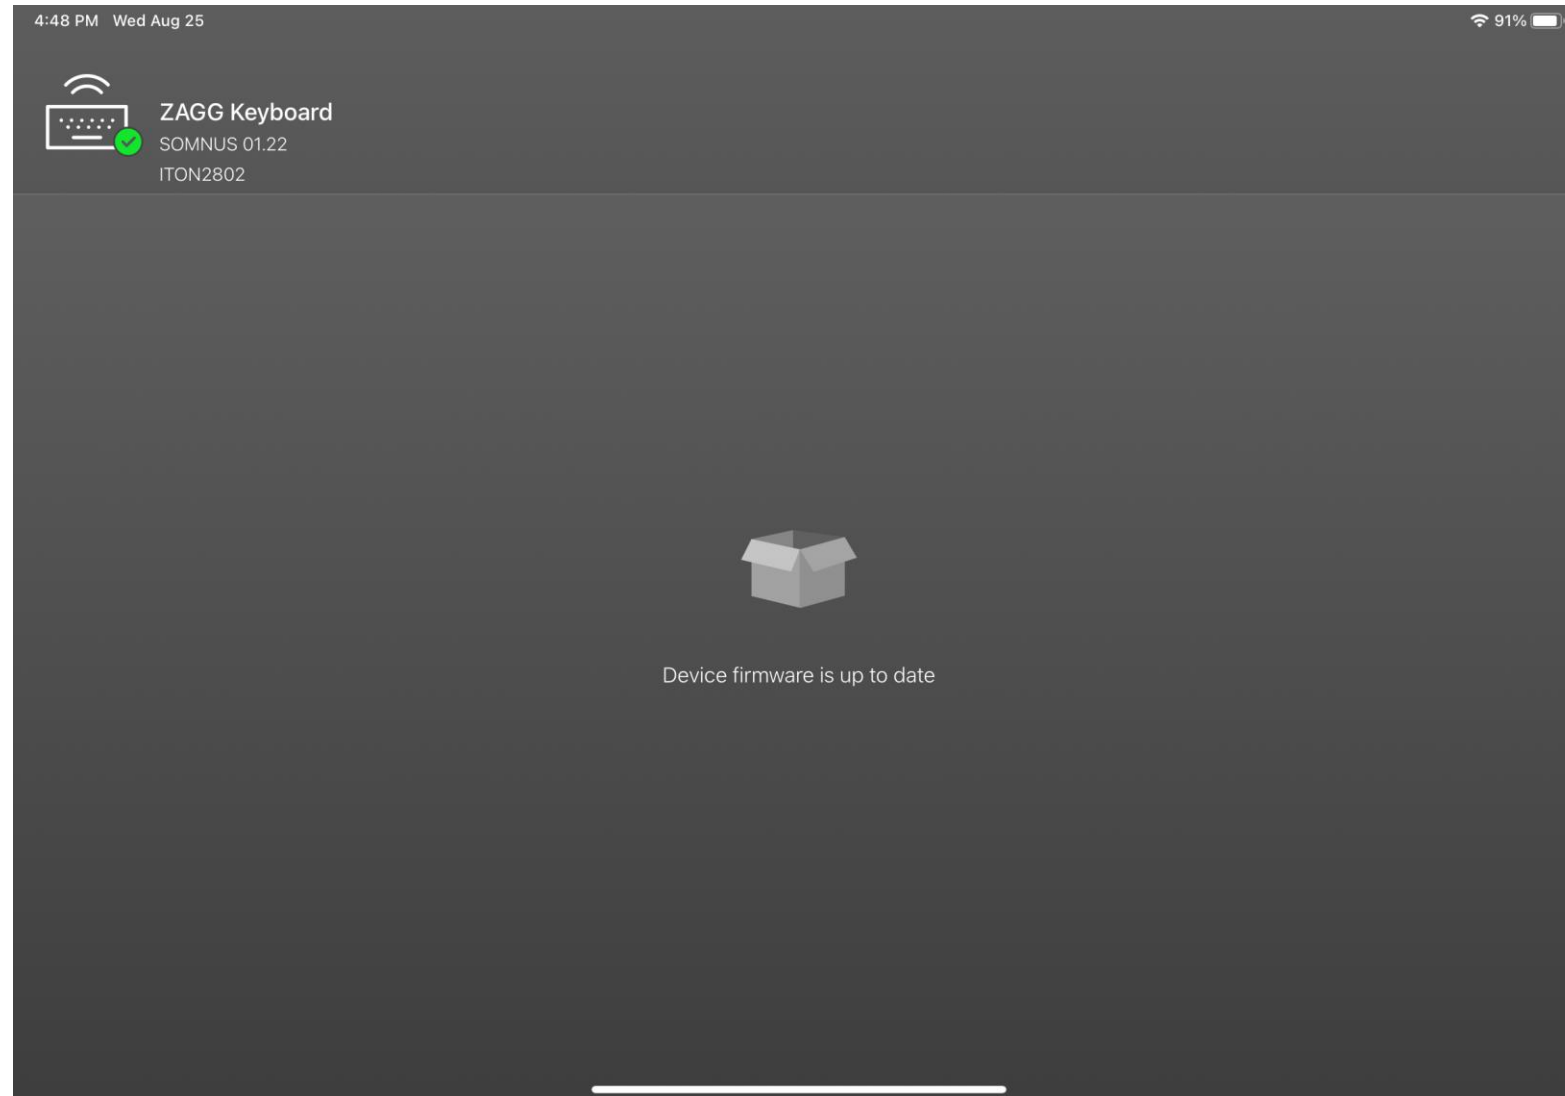 4:48 PM Wed Aug 25
91%
ZAGG Keyboard
SOMNUS 01.22
ITON2802
Device firmware is up to date